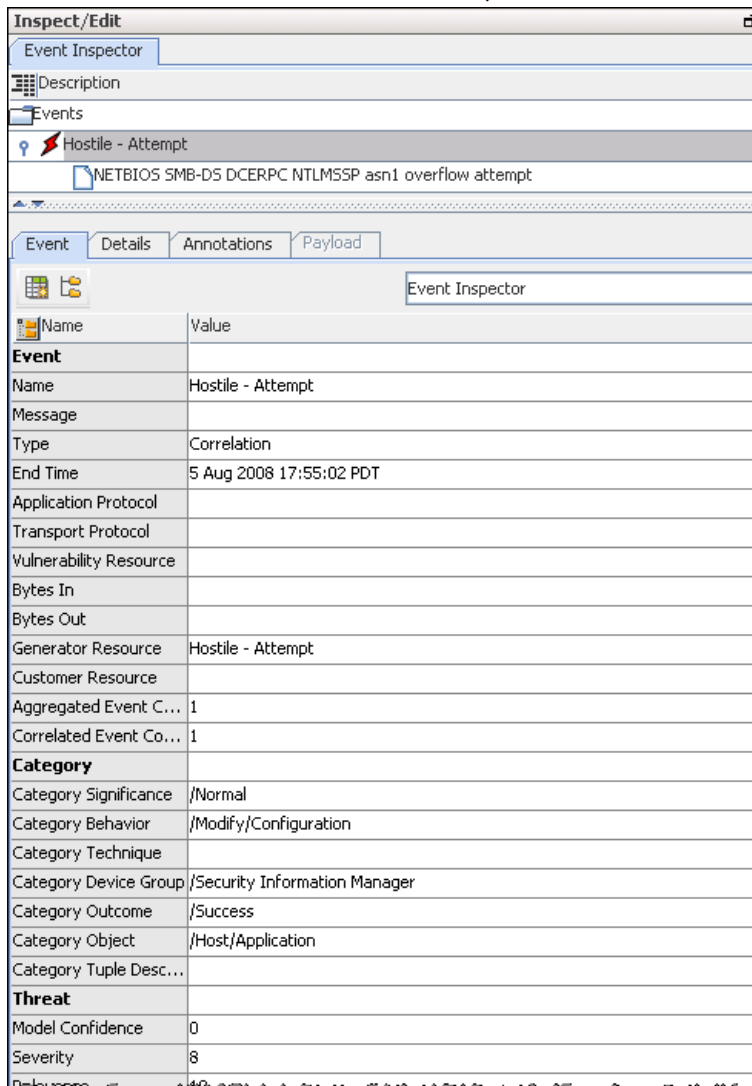 Inspect/Edit
Event Inspector
Description
Events
Hostile - Attempt
NETBIOS SMB-DS DCERPC NTLMSSP asn1 overflow attempt
Event Details Annotations Payload
Event Inspector
Name Value
Event
Name Hostile - Attempt
Message
Type Correlation
End Time 5 Aug 2008 17:55:02 PDT
Application Protocol
Transport Protocol
Vulnerability Resource
Bytes In
Bytes Out
Generator Resource Hostile - Attempt
Customer Resource
Aggregated Event C... 1
Correlated Event Co... 1
Category
Category Significance /Normal
Category Behavior /Modify/Configuration
Category Technique
Category Device Group /Security Information Manager
Category Outcome /Success
Category Object /Host/Application
Category Tuple Desc...
Threat
Model Confidence 0
Severity 8